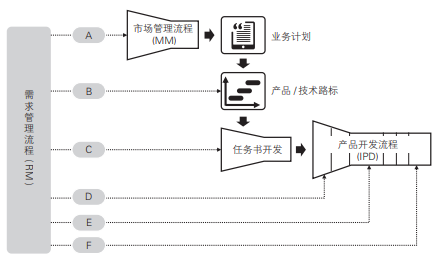 需求管理流程（RM）
A
市场管理流程
(MM)
业务计划
B
产品 / 技术路标
C
任务书开发
产品开发流程
(IPD)
D
E
F